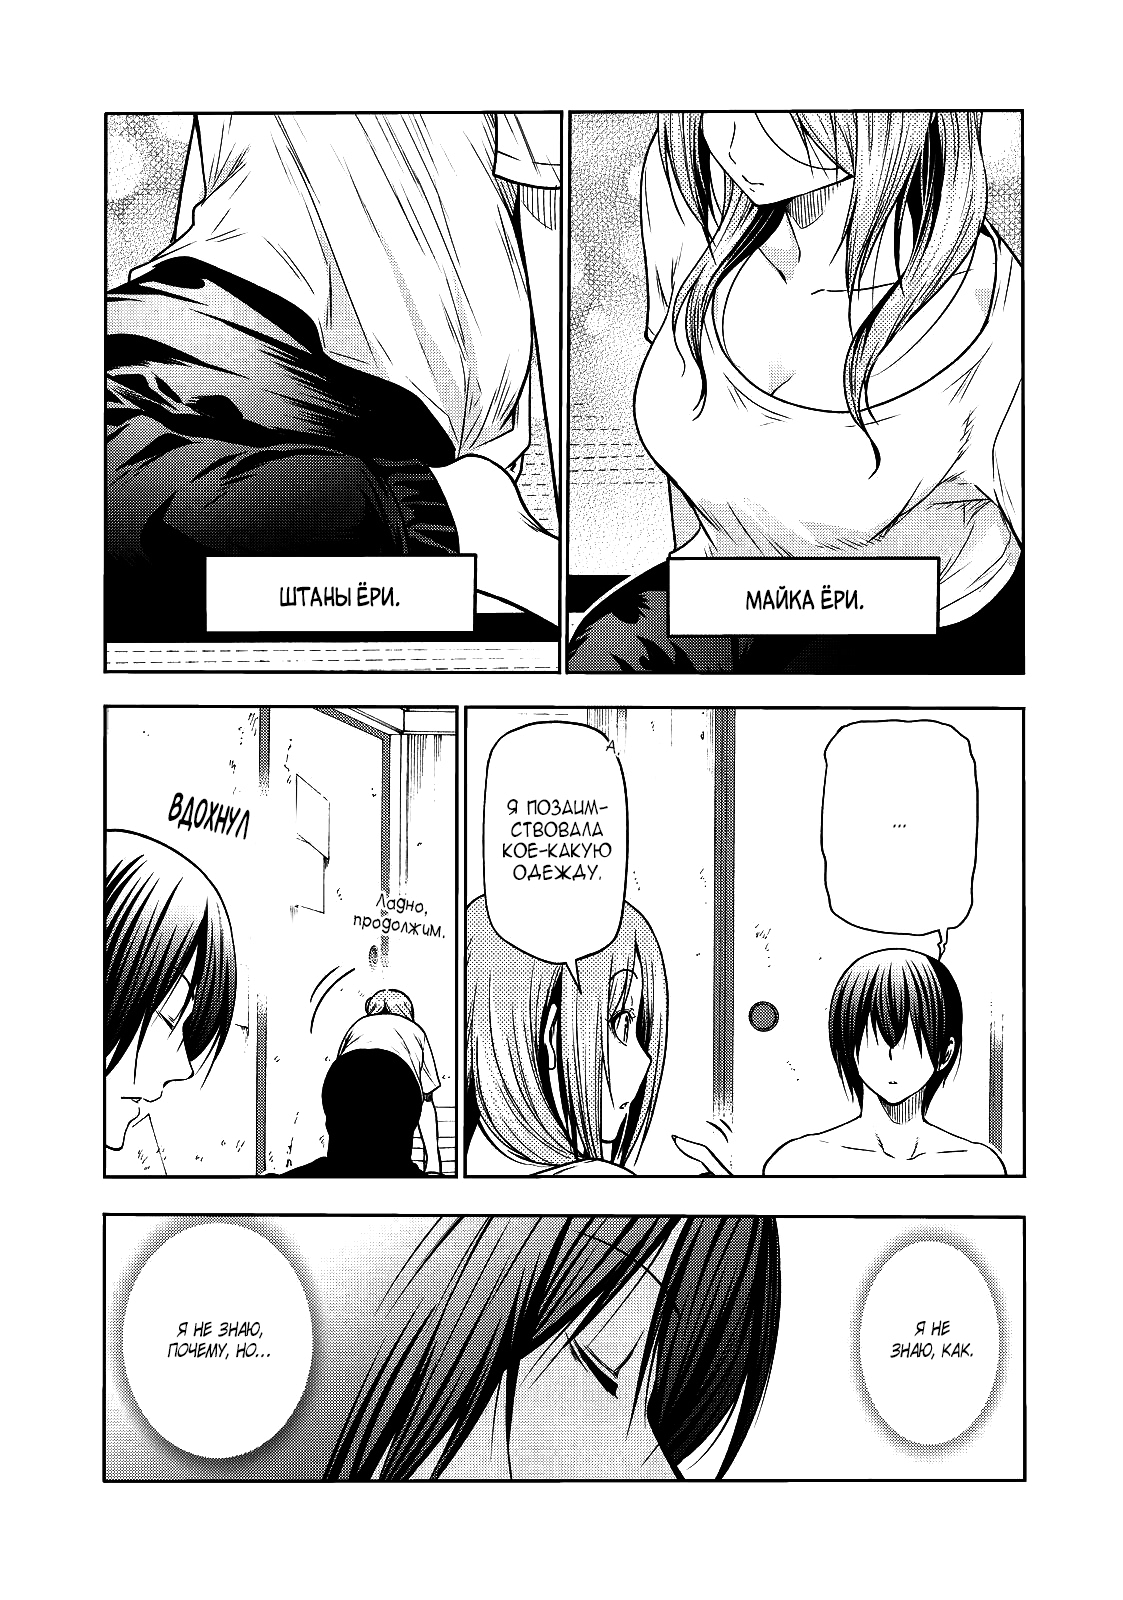 МАЙКА ЁРИ.
ШТАНЫ ЁРИ.
...
А,
Я ПОЗАИМ-
СТВОВАЛА
КОЕ-КАКУЮ
ОДЕЖДУ.
ВДОХНУЛ
Ладно,
продолжим.
Я НЕ
ЗНАЮ, КАК.
Я НЕ ЗНАЮ,
ПОЧЕМУ, НО...